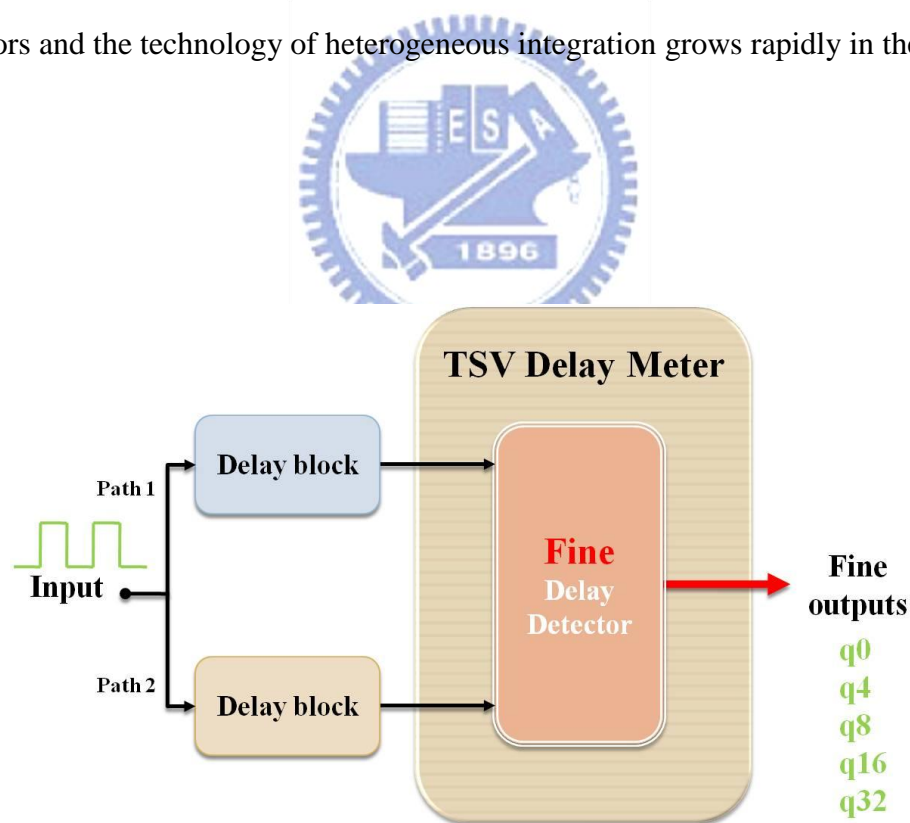 ors and the technology of heterogeneous integration grows rapidly in the
E S A
1896
TSV Delay Meter
Delay block
Path 1
Input
Fine
Delay
Detector
Fine
outputs
Path 2
Delay block
q0
q4
q8
q16
q32